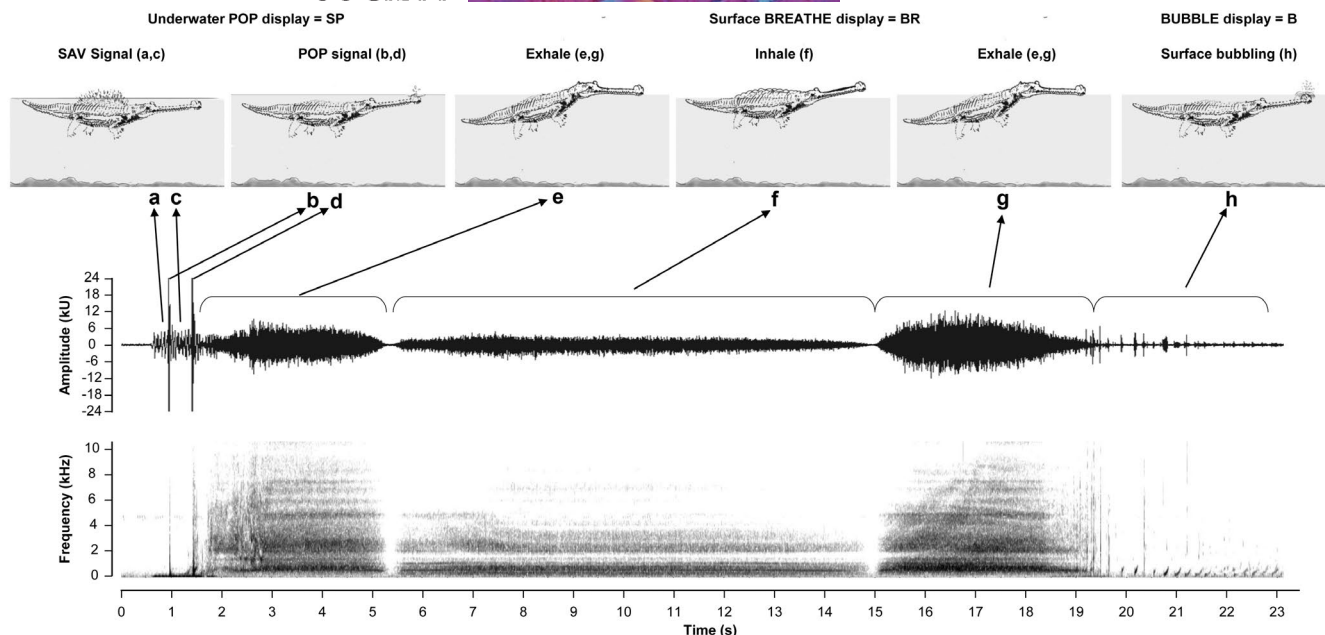 Underwater POP display = SP
Surface BREATHE display = BR
BUBBLE display = B
SAV Signal (a,c)
POP signal (b,d)
Exhale (e,g)
Inhale (f)
Exhale (e,g)
Surface bubbling (h)
a c
b d
e
f
g
h
Amplitude (kU)
24
18
12
6
0
-6
-12
-18
-24
Frequency (kHz)
10
8
6
4
2
0
0 1 2 3 4 5 6 7 8 9 10 11 12 13 14 15 16 17 18 19 20 21 22 23
Time (s)